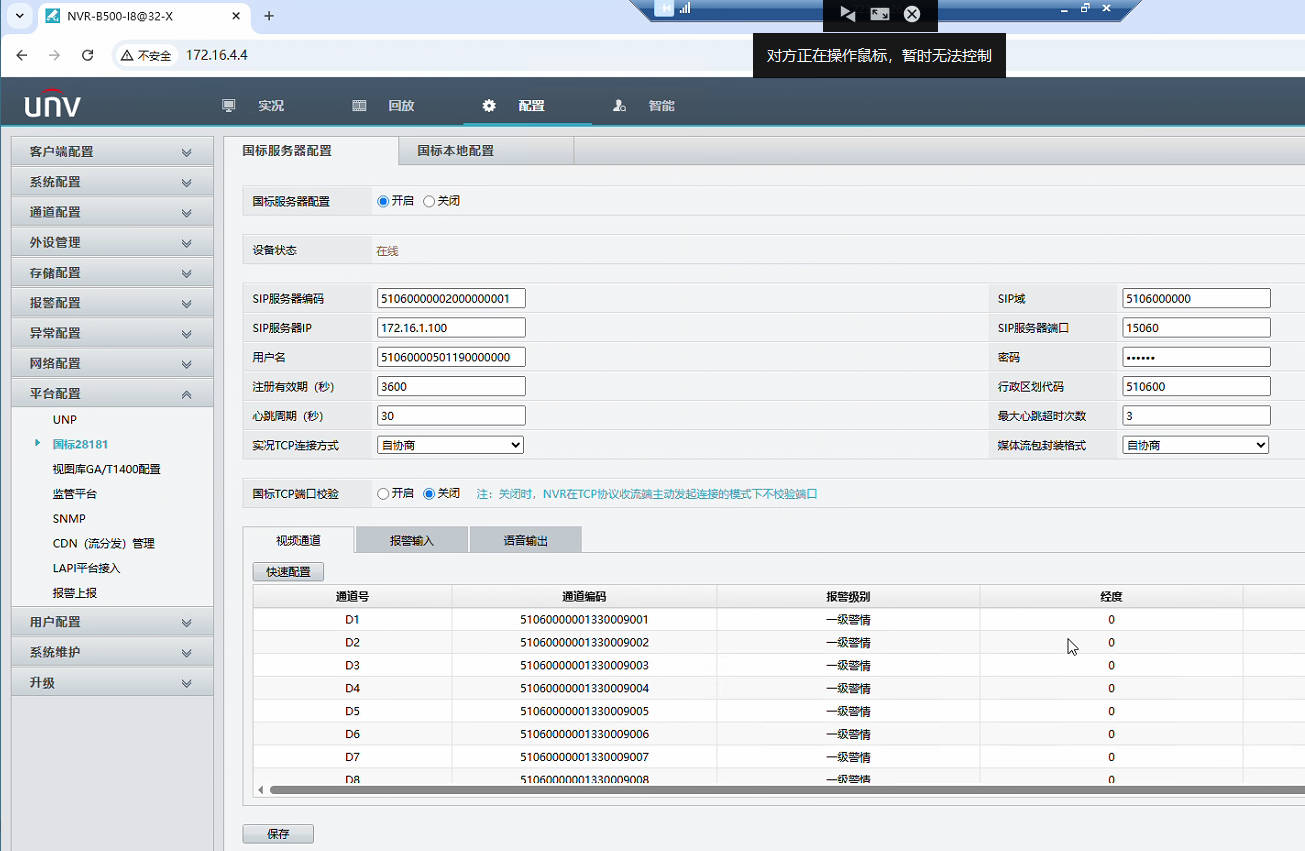 NVR-B500-I8@32-X
不安全 172.16.4.4
对方正在操作鼠标，暂时无法控制
unv 实况 回放 配置 智能
客户端配置
系统配置
通道配置
外设管理
存储配置
报警配置
异常配置
网络配置
平台配置
UNP
国标28181
视图库GA/T1400配置
监管平台
SNMP
CDN（流分发）管理
LAPI平台接入
报警上报
用户配置
系统维护
升级
国标服务器配置 国标本地配置
国标服务器配置 开启 关闭
设备状态 在线
SIP服务器编码 51060000002000000001 SIP域 5106000000
SIP服务器IP 172.16.1.100 SIP服务器端口 15060
用户名 51060000501190000000 密码 ••••••
注册有效期（秒） 3600 行政区划代码 510600
心跳周期（秒） 30 最大心跳超时次数 3
实况TCP连接方式 自协商 媒体流包封装格式 自协商
国标TCP端口校验 开启 关闭 注：关闭时，NVR在TCP协议收流端主动发起连接的模式下不校验端口
视频通道 报警输入 语音输出
快速配置
通道号 通道编码 报警级别 经度
D1 51060000001330009001 一级警情 0
D2 51060000001330009002 一级警情 0
D3 51060000001330009003 一级警情 0
D4 51060000001330009004 一级警情 0
D5 51060000001330009005 一级警情 0
D6 51060000001330009006 一级警情 0
D7 51060000001330009007 一级警情 0
D8 51060000001330009008 一级警情 0
保存